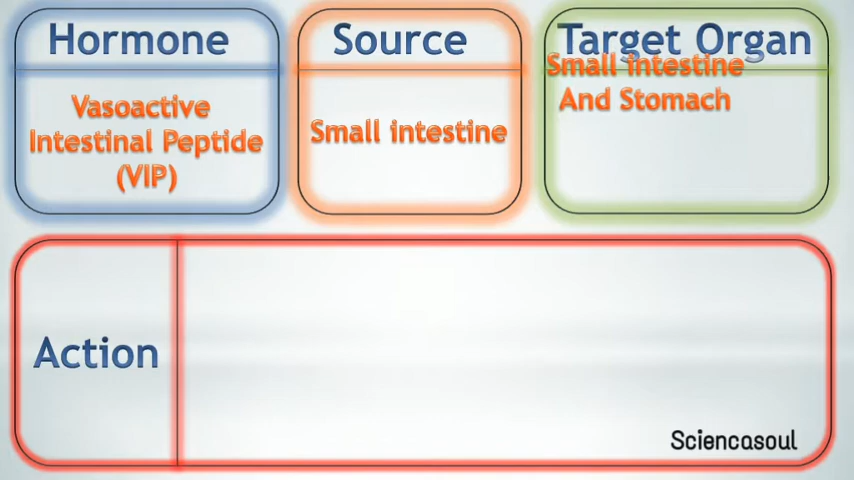 Hormone
Vasoactive
Intestinal Peptide
(VIP)
Source
Small intestine
Target Organ
Small intestine
And Stomach
Action
Sciencasoul